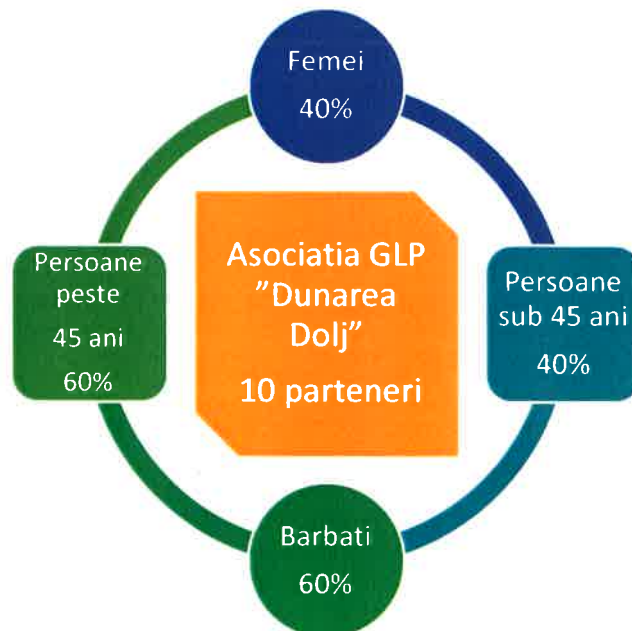 Femei
40%
Persoane
peste
45 ani
60%
Asociatia GLP
”Dunarea
Dolj”
10 parteneri
Persoane
sub 45 ani
40%
Barbati
60%